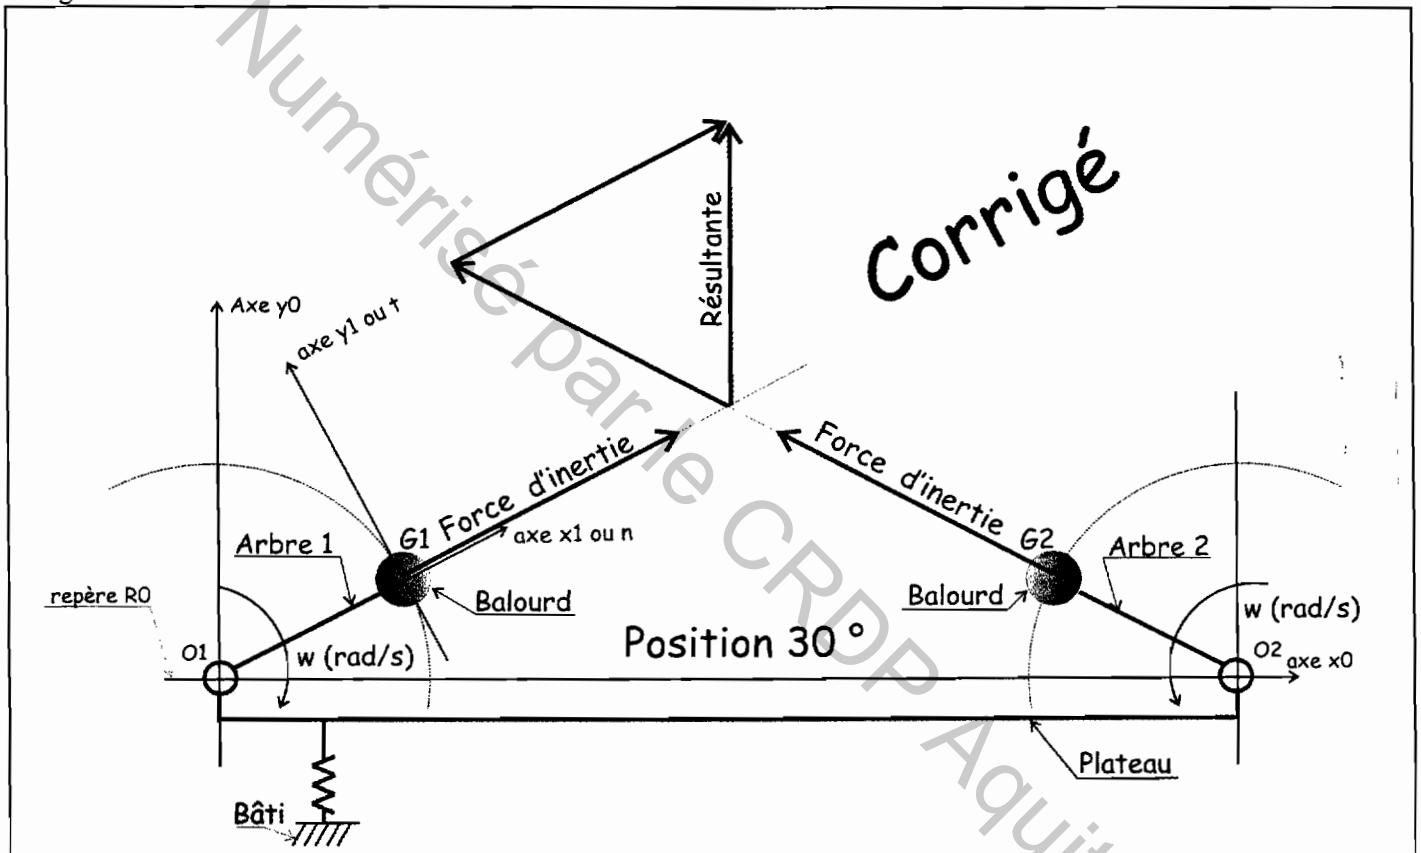 Numérisé par le CRDP Aquit
Corrigé
Résultante
Axe y0
axe y1 ou t
Force d'inertie
Force d'inertie
G1
axe x1 ou n
G2
Arbre 1
Arbre 2
repère R0
Balourd
Balourd
w (rad/s)
Position 30 °
O1
w (rad/s)
O2
axe x0
Plateau
Bâti